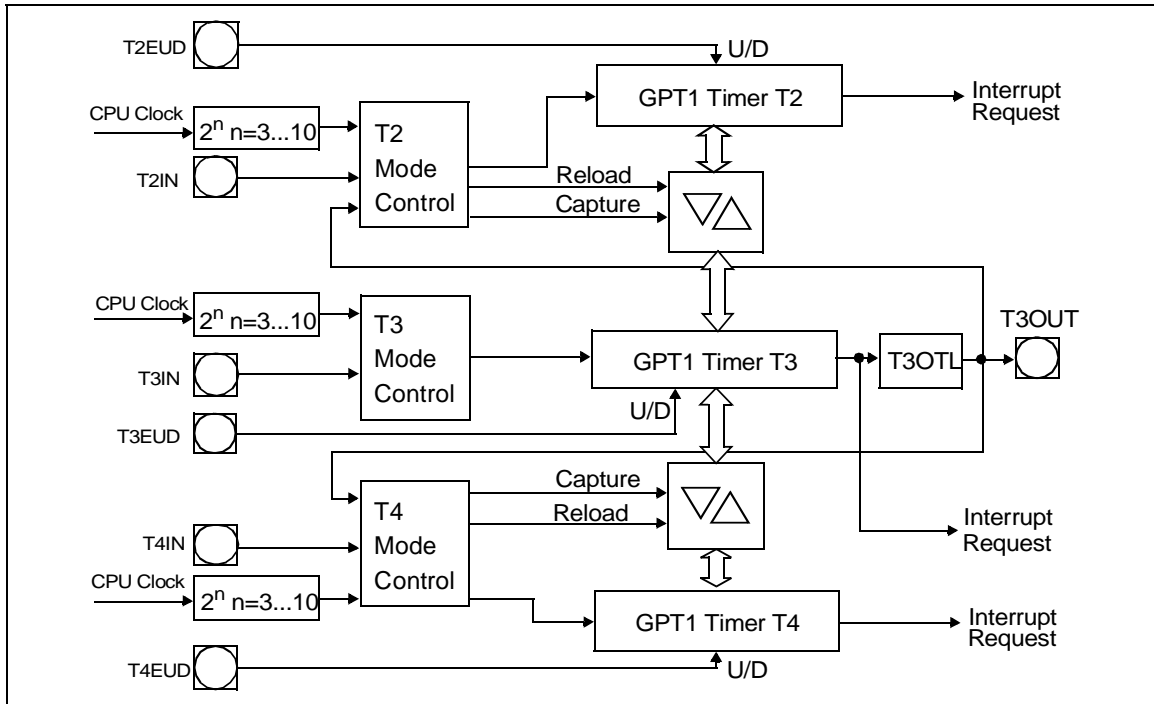 T2EUD
U/D
GPT1 Timer T2
Interrupt
Request
CPU Clock
2ⁿ n=3...10
T2IN
T2
Mode
Control
Reload
Capture
CPU Clock
2ⁿ n=3...10
T3IN
T3
Mode
Control
GPT1 Timer T3
T3OTL
T3OUT
U/D
T3EUD
Capture
Reload
T4
Mode
Control
T4IN
CPU Clock
2ⁿ n=3...10
Interrupt
Request
GPT1 Timer T4
Interrupt
Request
T4EUD
U/D